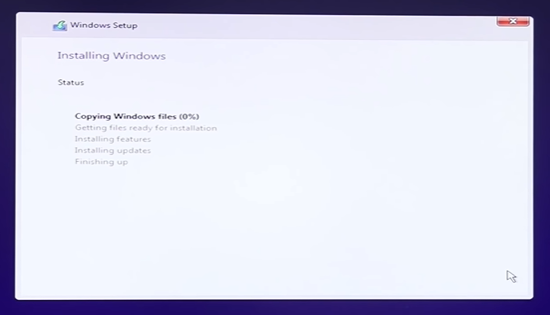 Windows Setup
Installing Windows
Status
Copying Windows files (0%)
Getting files ready for installation
Installing features
Installing updates
Finishing up